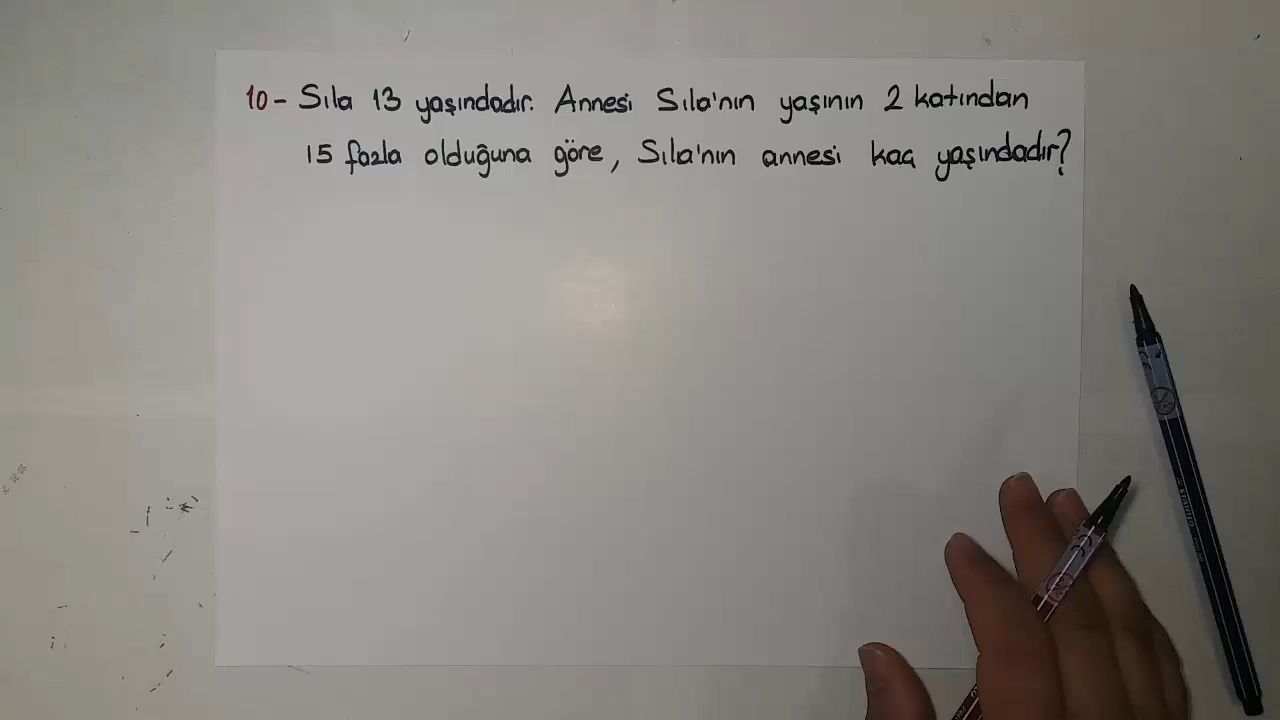 10- Sıla 13 yaşındadır. Annesi Sıla'nın yaşının 2 katından
15 fazla olduğuna göre, Sıla'nın annesi kaç yaşındadır?